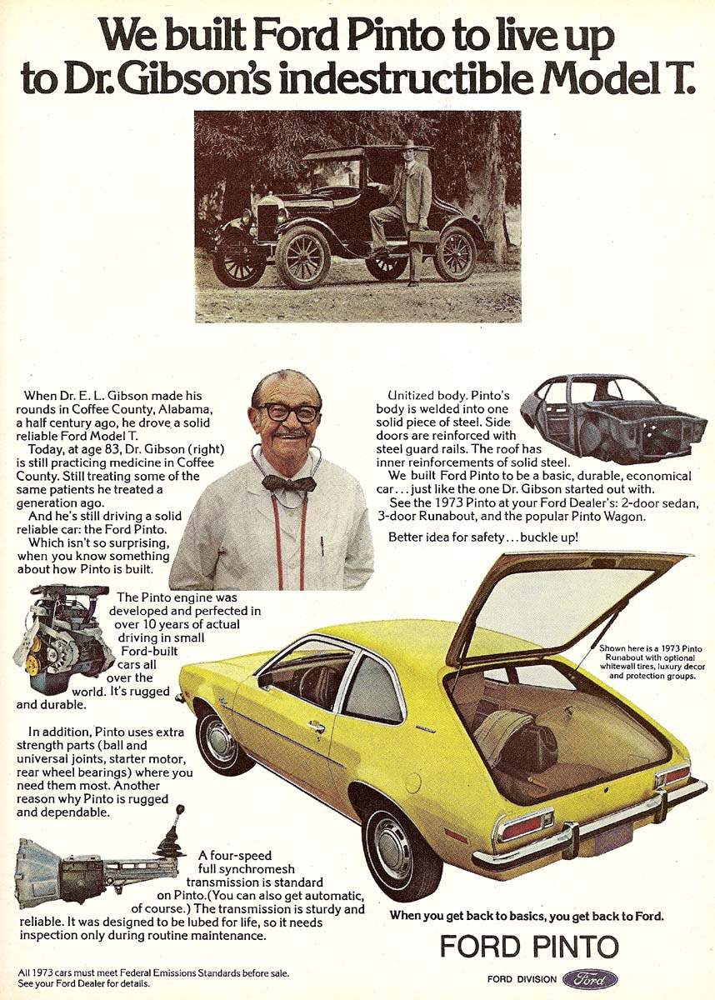 We built Ford Pinto to live up
to Dr. Gibson's indestructible Model T.
When Dr. E. L. Gibson made his
rounds in Coffee County, Alabama,
a half century ago, he drove a solid
reliable Ford Model T.
Today, at age 83, Dr. Gibson (right)
is still practicing medicine in Coffee
County. Still treating some of the
same patients he treated a
generation ago.
And he's still driving a solid
reliable car: the Ford Pinto.
Which isn't so surprising,
when you know something
about how Pinto is built.
The Pinto engine was
developed and perfected in
over 10 years of actual
driving in small
Ford-built
cars all
over the
world. It's rugged
and durable.
In addition, Pinto uses extra
strength parts (ball and
universal joints, starter motor,
rear wheel bearings) where you
need them most. Another
reason why Pinto is rugged
and dependable.
A four-speed
full synchromesh
transmission is standard
on Pinto. (You can also get automatic,
of course.) The transmission is sturdy and
reliable. It was designed to be lubed for life, so it needs
inspection only during routine maintenance.
Unitized body. Pinto's
body is welded into one
solid piece of steel. Side
doors are reinforced with
steel guard rails. The roof has
inner reinforcements of solid steel.
We built Ford Pinto to be a basic, durable, economical
car...just like the one Dr. Gibson started out with.
See the 1973 Pinto at your Ford Dealer's: 2-door sedan,
3-door Runabout, and the popular Pinto Wagon.
Better idea for safety...buckle up!
Shown here is a 1973 Pinto
Runabout with optional
whitewall tires, luxury decor
and protection groups.
When you get back to basics, you get back to Ford.
FORD PINTO
FORD DIVISION Ford
All 1973 cars must meet Federal Emissions Standards before sale.
See your Ford Dealer for details.